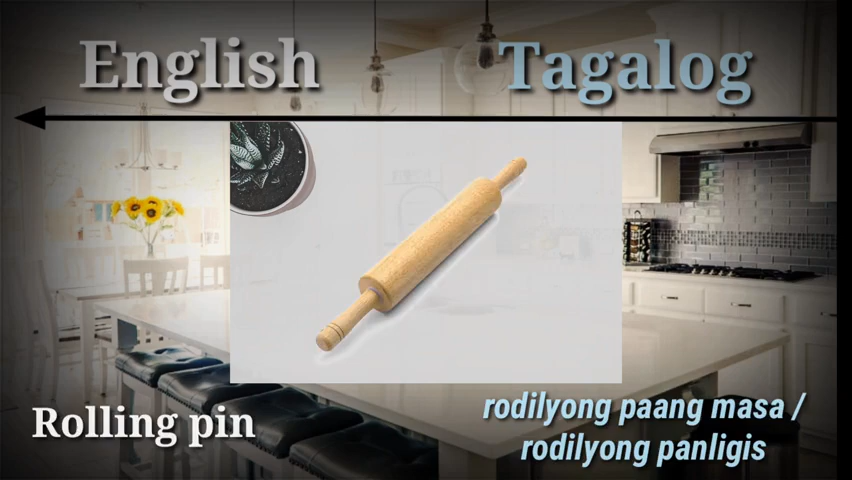 English
Tagalog
Rolling pin
rodilyong paang masa /
rodilyong panligis